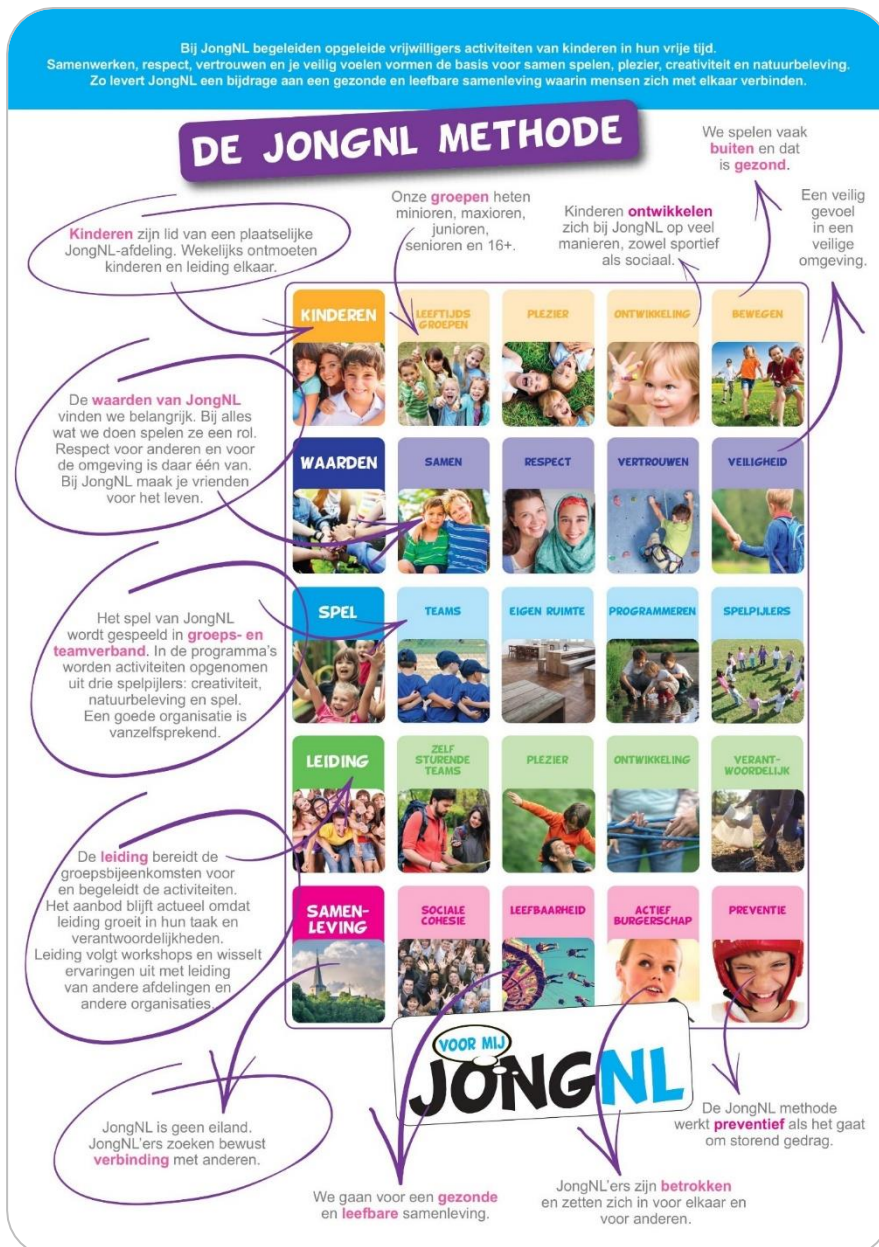 Bij JongNL begeleiden opgeleide vrijwilligers activiteiten van kinderen in hun vrije tijd.
Samenwerken, respect, vertrouwen en je veilig voelen vormen de basis voor samen spelen, plezier, creativiteit en natuurbeleving.
Zo levert JongNL een bijdrage aan een gezonde en leefbare samenleving waarin mensen zich met elkaar verbinden.
DE JONGNL METHODE
We spelen vaak
buiten en dat
is gezond.
Kinderen zijn lid van een plaatselijke
JongNL-afdeling. Wekelijks ontmoeten
kinderen en leiding elkaar.
Onze groepen heten
minioren, maxioren,
junioren,
senioren en 16+.
Kinderen ontwikkelen
zich bij JongNL op veel
manieren, zowel sportief
als sociaal.
Een veilig
gevoel
in een
veilige
omgeving.
KINDEREN
LEEFTIJDS
GROEPEN
PLEZIER
ONTWIKKELING
BEWEGEN
De waarden van JongNL
vinden we belangrijk. Bij alles
wat we doen spelen ze een rol.
Respect voor anderen en voor
de omgeving is daar één van.
Bij JongNL maak je vrienden
voor het leven.
WAARDEN
SAMEN
RESPECT
VERTROUWEN
VEILIGHEID
Het spel van JongNL
wordt gespeeld in groeps- en
teamverband. In de programma's
worden activiteiten opgenomen
uit drie spelpijlers: creativiteit,
natuurbeleving en spel.
Een goede organisatie is
vanzelfsprekend.
SPEL
TEAMS
EIGEN RUIMTE
PROGRAMMEREN
SPELPIJLERS
LEIDING
ZELF
STURENDE
TEAMS
PLEZIER
ONTWIKKELING
VERANT-
WOORDELIJK
De leiding bereidt de
groepsbijeenkomsten voor
en begeleidt de activiteiten.
Het aanbod blijft actueel omdat
leiding groeit in hun taak en
verantwoordelijkheden.
Leiding volgt workshops en wisselt
ervaringen uit met leiding
van andere afdelingen en
andere organisaties.
SAMEN-
LEVING
SOCIALE
COHESIE
LEEFBAARHEID
ACTIEF
BURGERSCHAP
PREVENTIE
VOOR MIJ
JONGNL
JongNL is geen eiland.
JongNL'ers zoeken bewust
verbinding met anderen.
We gaan voor een gezonde
en leefbare samenleving.
JongNL'ers zijn betrokken
en zetten zich in voor elkaar en
voor anderen.
De JongNL methode
werkt preventief als het gaat
om storend gedrag.